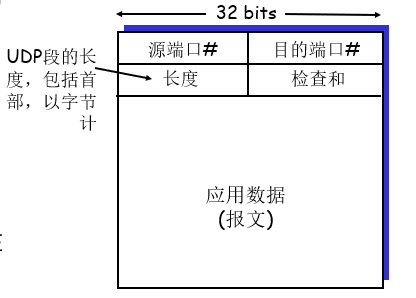 32 bits
源端口# 目的端口#
UDP段的长
度，包括首
部，以字节
计
长度 检查和
应用数据
(报文)